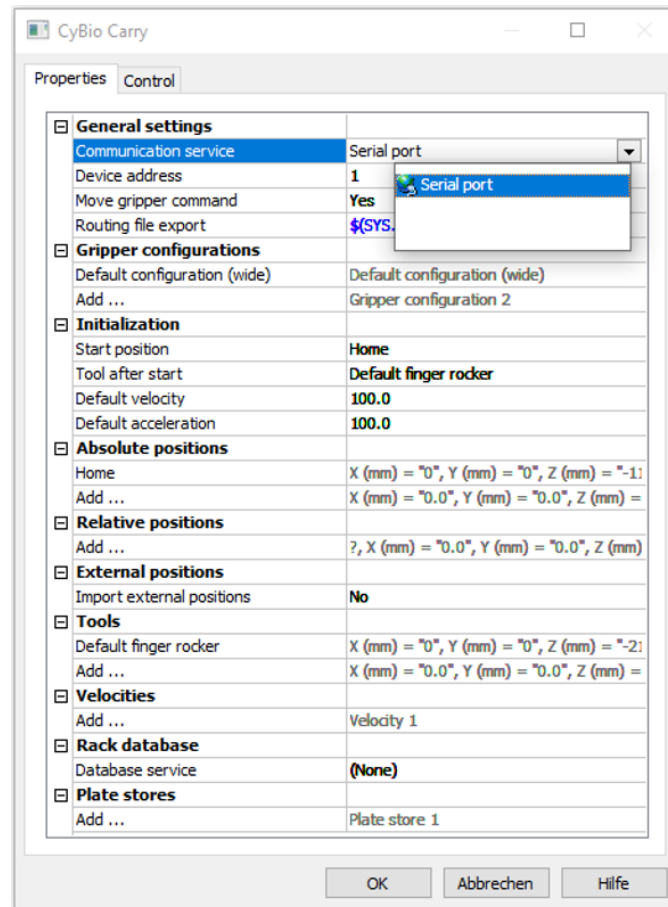 CyBio Carry
Properties Control
General settings
Communication service Serial port
Serial port
Device address 1
Move gripper command Yes
Routing file export $(SYS.
Gripper configurations
Default configuration (wide) Default configuration (wide)
Add ... Gripper configuration 2
Initialization
Start position Home
Tool after start Default finger rocker
Default velocity 100.0
Default acceleration 100.0
Absolute positions
Home X (mm) = "0", Y (mm) = "0", Z (mm) = "-11
Add ... X (mm) = "0.0", Y (mm) = "0.0", Z (mm) =
Relative positions
Add ... ?, X (mm) = "0.0", Y (mm) = "0.0", Z (mm)
External positions
Import external positions No
Tools
Default finger rocker X (mm) = "0", Y (mm) = "0", Z (mm) = "-21
Add ... X (mm) = "0.0", Y (mm) = "0.0", Z (mm) =
Velocities
Add ... Velocity 1
Rack database
Database service (None)
Plate stores
Add ... Plate store 1
OK Abbrechen Hilfe